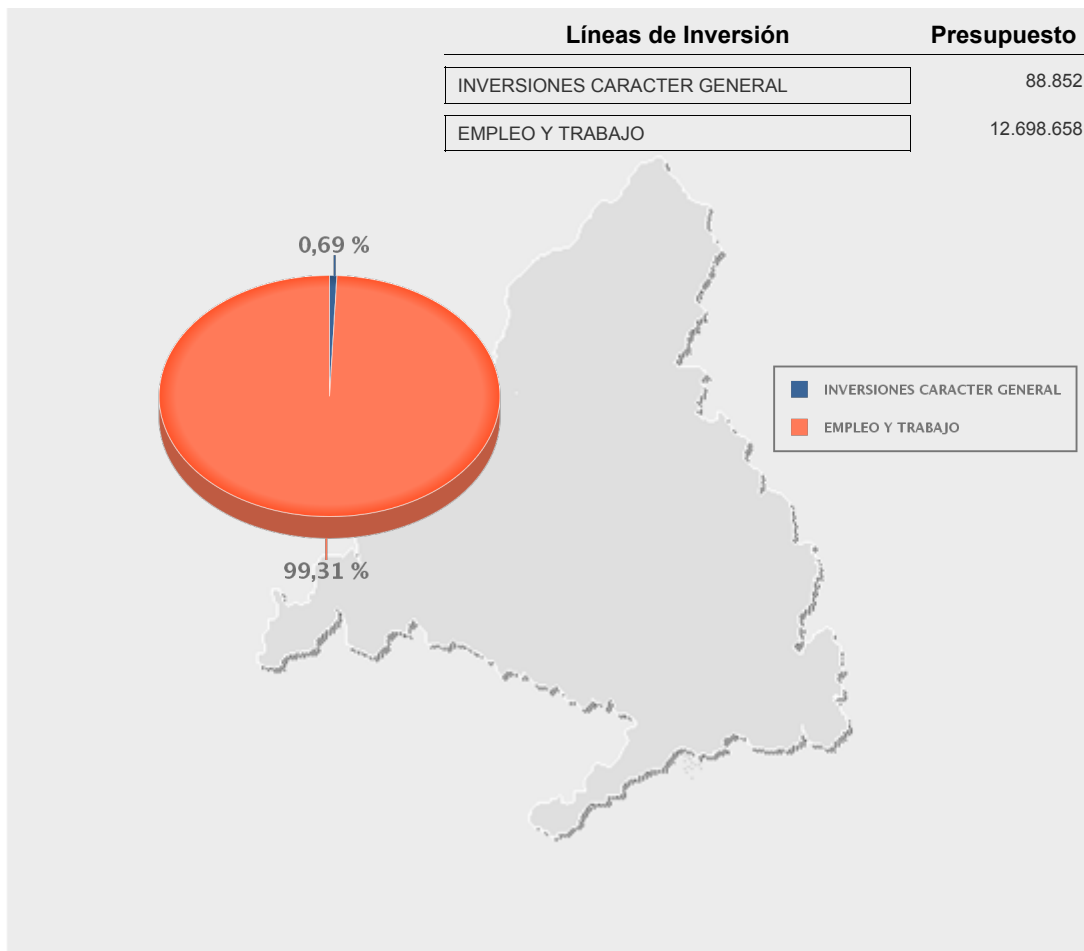 Líneas de Inversión Presupuesto
INVERSIONES CARACTER GENERAL 88.852
EMPLEO Y TRABAJO 12.698.658
0,69 %
INVERSIONES CARACTER GENERAL
EMPLEO Y TRABAJO
99,31 %